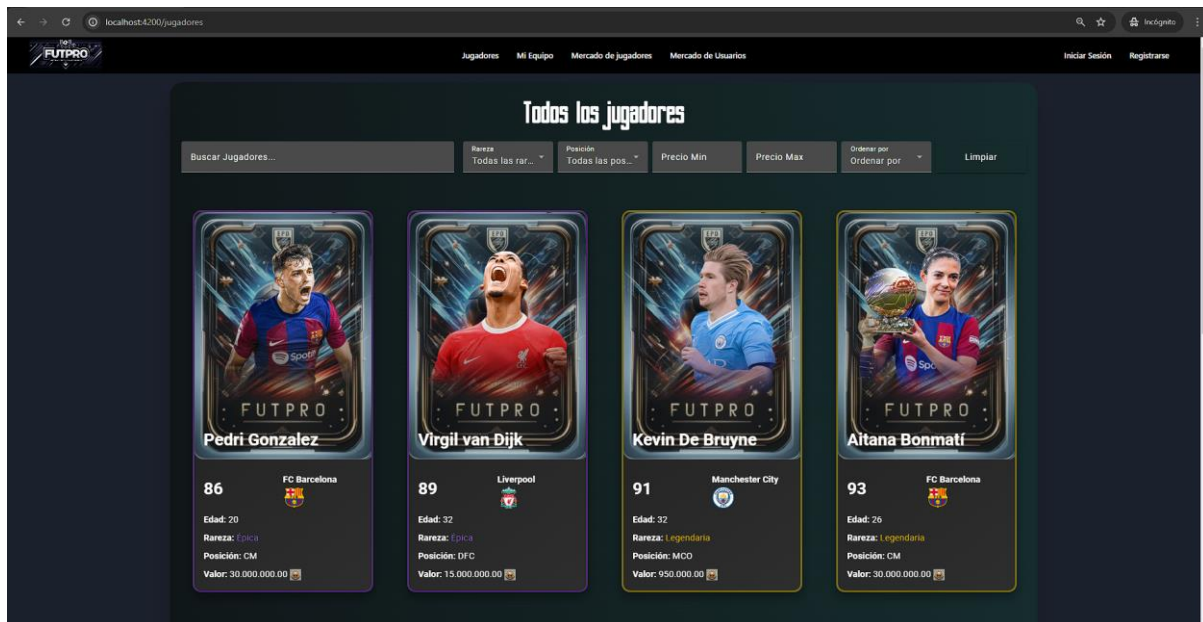 localhost:4200/jugadores
Incógnito
FUTPRO
Jugadores Mi Equipo Mercado de jugadores Mercado de Usuarios
Iniciar Sesión Registrarse
Todos los jugadores
Buscar Jugadores...
Rareza
Todas las rar...
Posición
Todas las pos...
Precio Min
Precio Max
Ordenar por
Ordenar por
Limpiar
FUTPRO
Pedri Gonzalez
86
FC Barcelona
Edad: 20
Rareza: Épica
Posición: CM
Valor: 30.000.000.00
FUTPRO
Virgil van Dijk
89
Liverpool
Edad: 32
Rareza: Épica
Posición: DFC
Valor: 15.000.000.00
FUTPRO
Kevin De Bruyne
91
Manchester City
Edad: 32
Rareza: Legendaria
Posición: MCO
Valor: 950.000.00
FUTPRO
Aitana Bonmatí
93
FC Barcelona
Edad: 26
Rareza: Legendaria
Posición: CM
Valor: 30.000.000.00